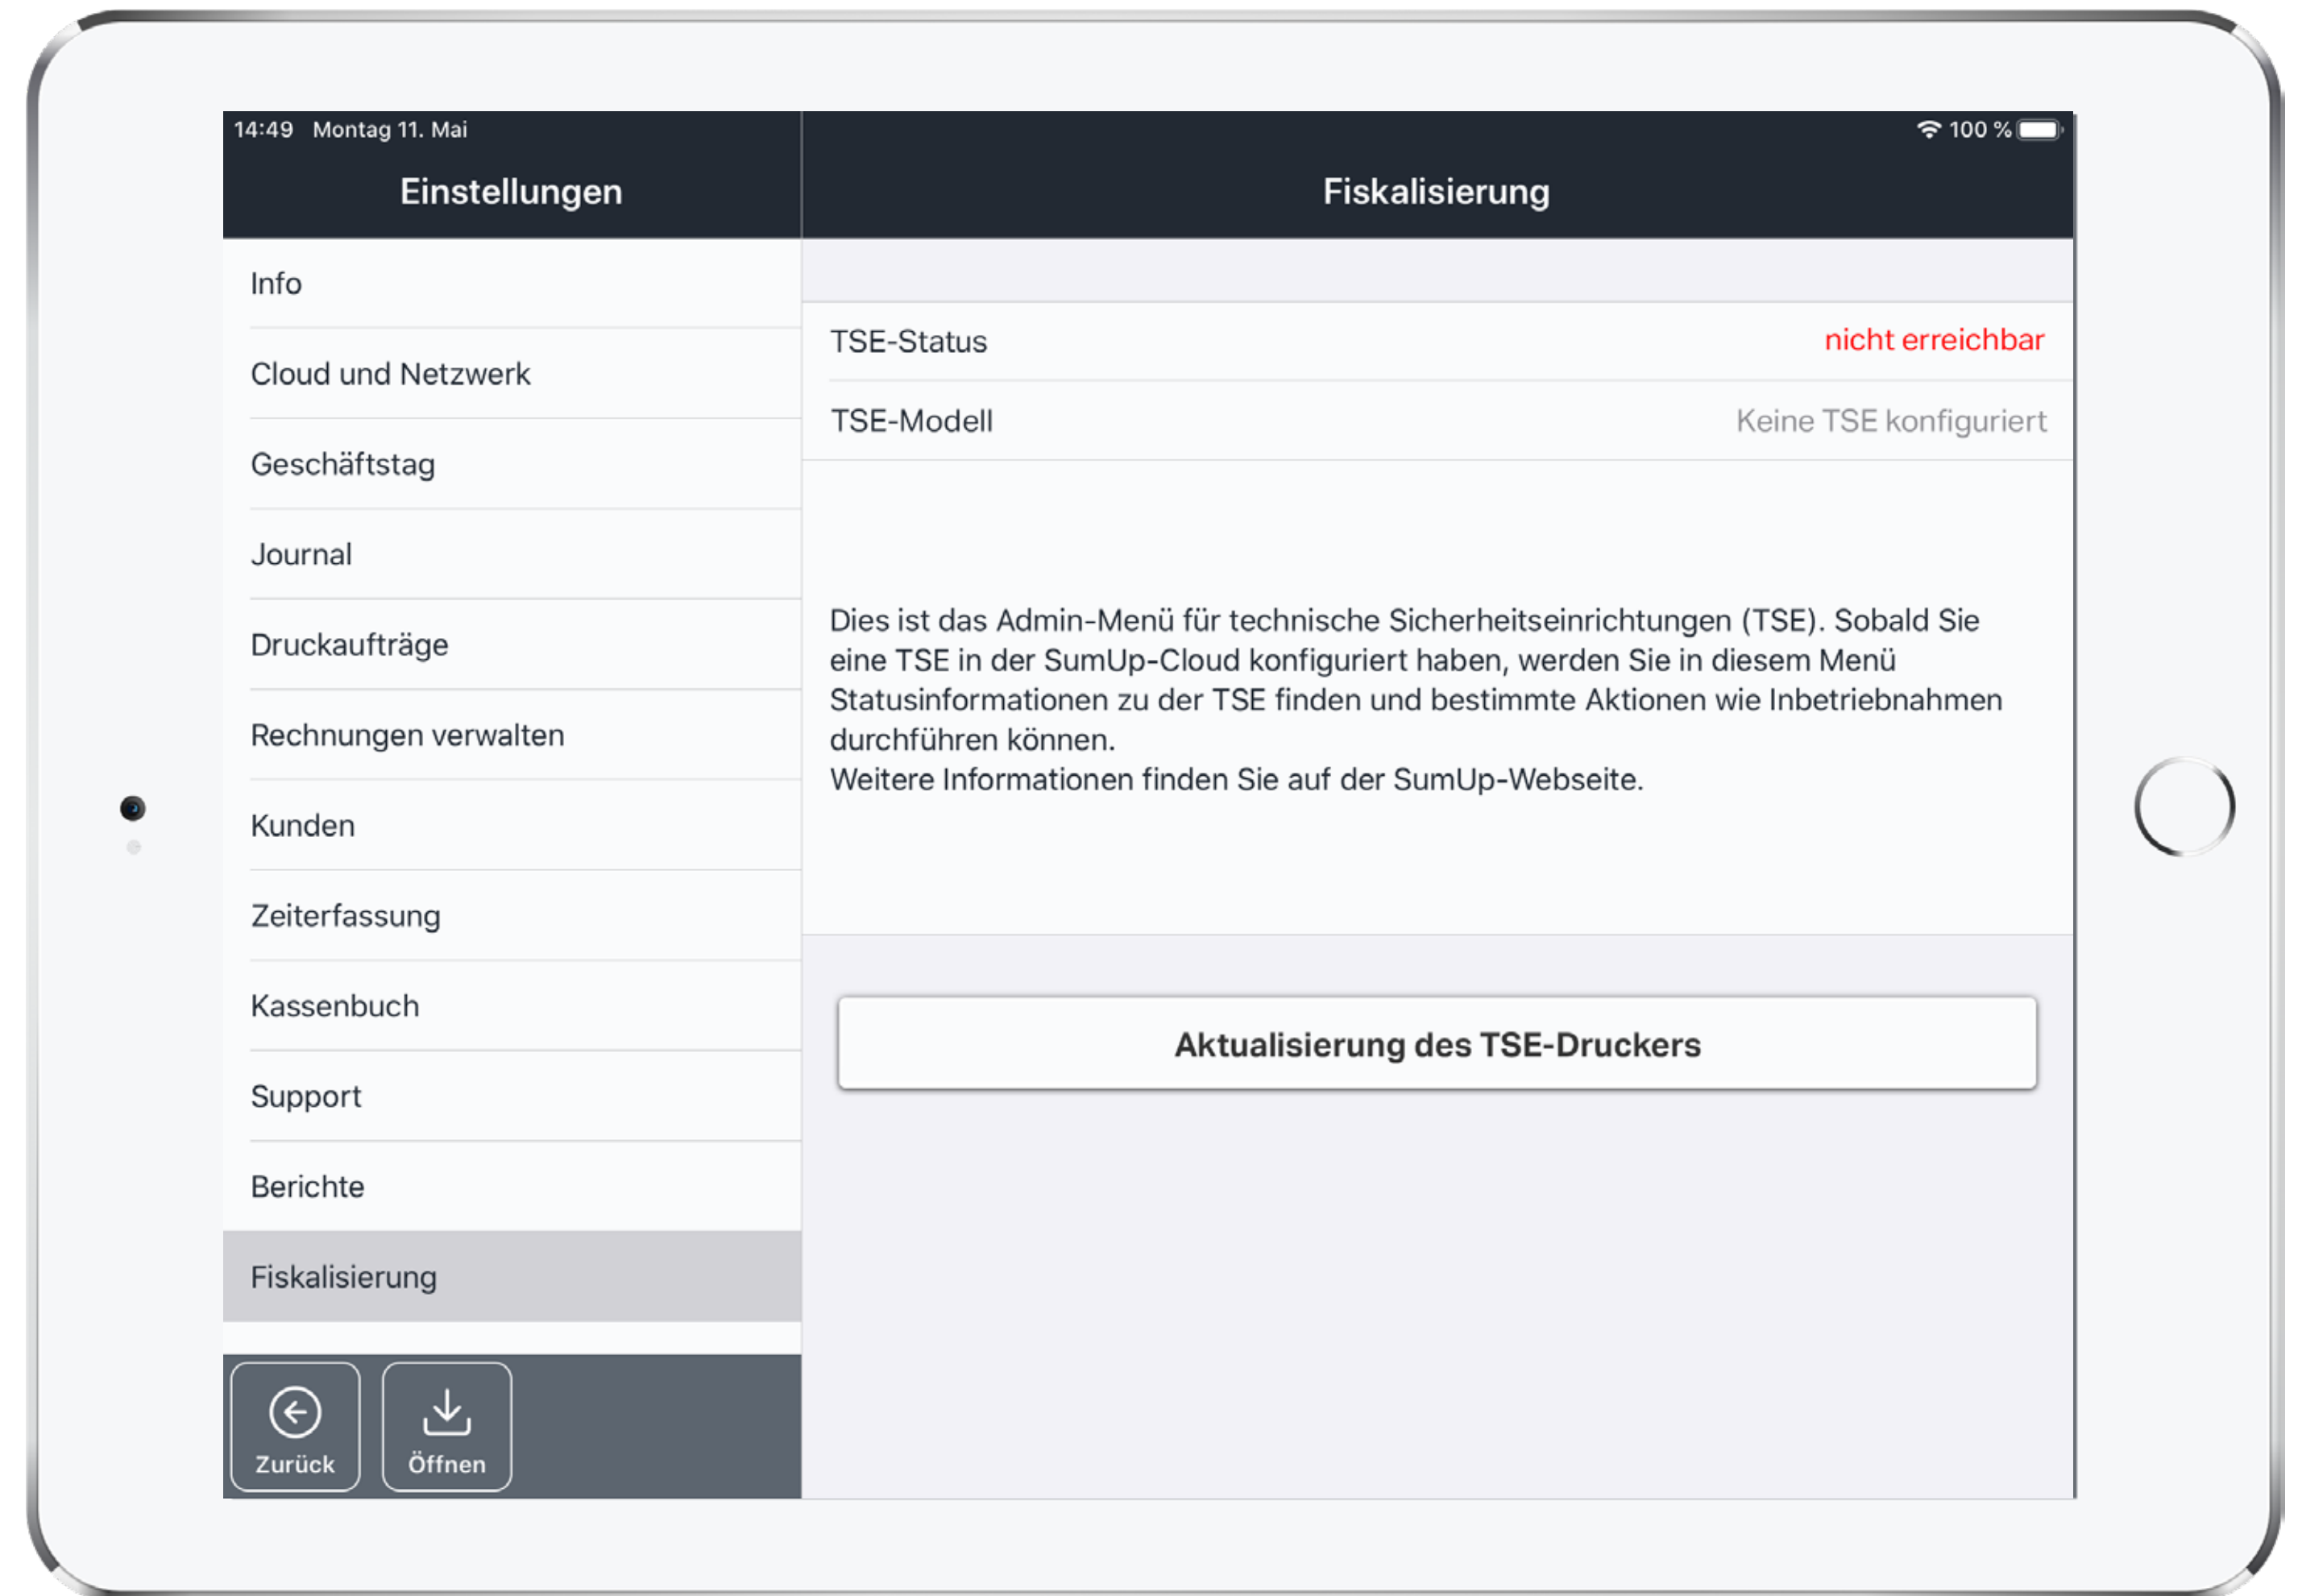 14:49 Montag 11. Mai
100 %
Einstellungen
Fiskalisierung
Info
Cloud und Netzwerk
Geschäftstag
Journal
Druckaufträge
Rechnungen verwalten
Kunden
Zeiterfassung
Kassenbuch
Support
Berichte
Fiskalisierung
Zurück
Öffnen
TSE-Status
nicht erreichbar
TSE-Modell
Keine TSE konfiguriert
Dies ist das Admin-Menü für technische Sicherheitseinrichtungen (TSE). Sobald Sie
eine TSE in der SumUp-Cloud konfiguriert haben, werden Sie in diesem Menü
Statusinformationen zu der TSE finden und bestimmte Aktionen wie Inbetriebnahmen
durchführen können.
Weitere Informationen finden Sie auf der SumUp-Webseite.
Aktualisierung des TSE-Druckers